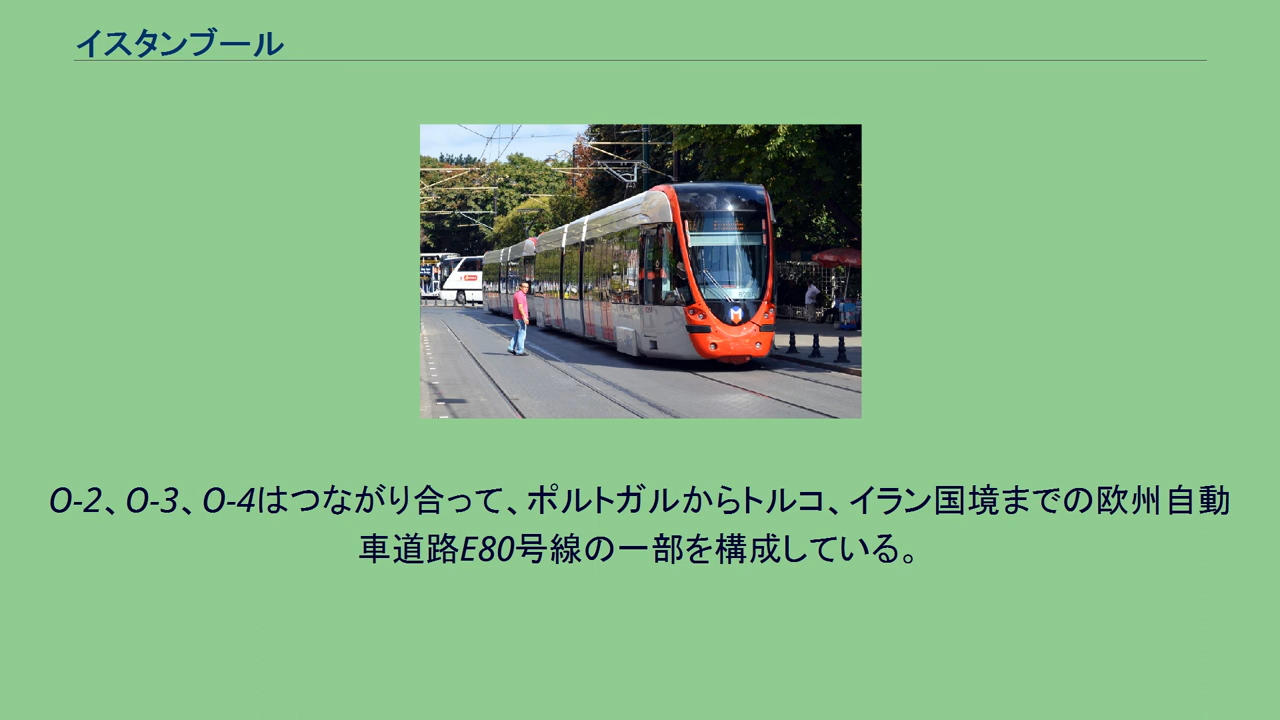 イスタンブール
O-2、O-3、O-4はつながり合って、ポルトガルからトルコ、イラン国境までの欧州自動
車道路E80号線の一部を構成している。